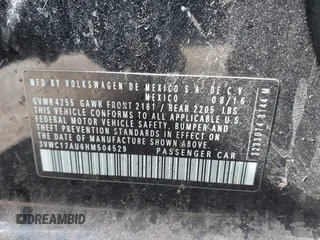 MFD. BY VOLKSWAGEN DE MEXICO S.A. DE C.V.
MEXICO 08/16
GVWR 4255 GAWR FRONT 2161 / REAR 2205 LBS
THIS VEHICLE CONFORMS TO ALL APPLICABLE U.S.
FEDERAL MOTOR VEHICLE SAFETY, BUMPER AND
THEFT PREVENTION STANDARDS IN EFFECT ON THE
DATE OF MANUFACTURE SHOWN ABOVE.
3VWC17AU6HM504529 PASSENGER CAR
DREAMBID